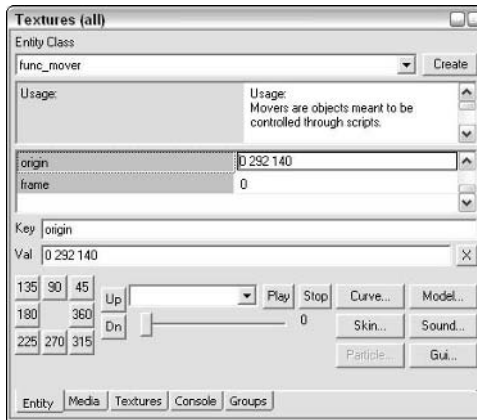 Textures (all)
Entity Class
func_mover Create
Usage: Usage:
Movers are objects meant to be
controlled through scripts.
origin 0 292 140
frame 0
Key origin
Val 0 292 140 X
135 90 45
Up Play Stop Curve... Model...
180 360
Dn 0 Skin... Sound...
225 270 315 Particle... Gui...
Entity Media Textures Console Groups